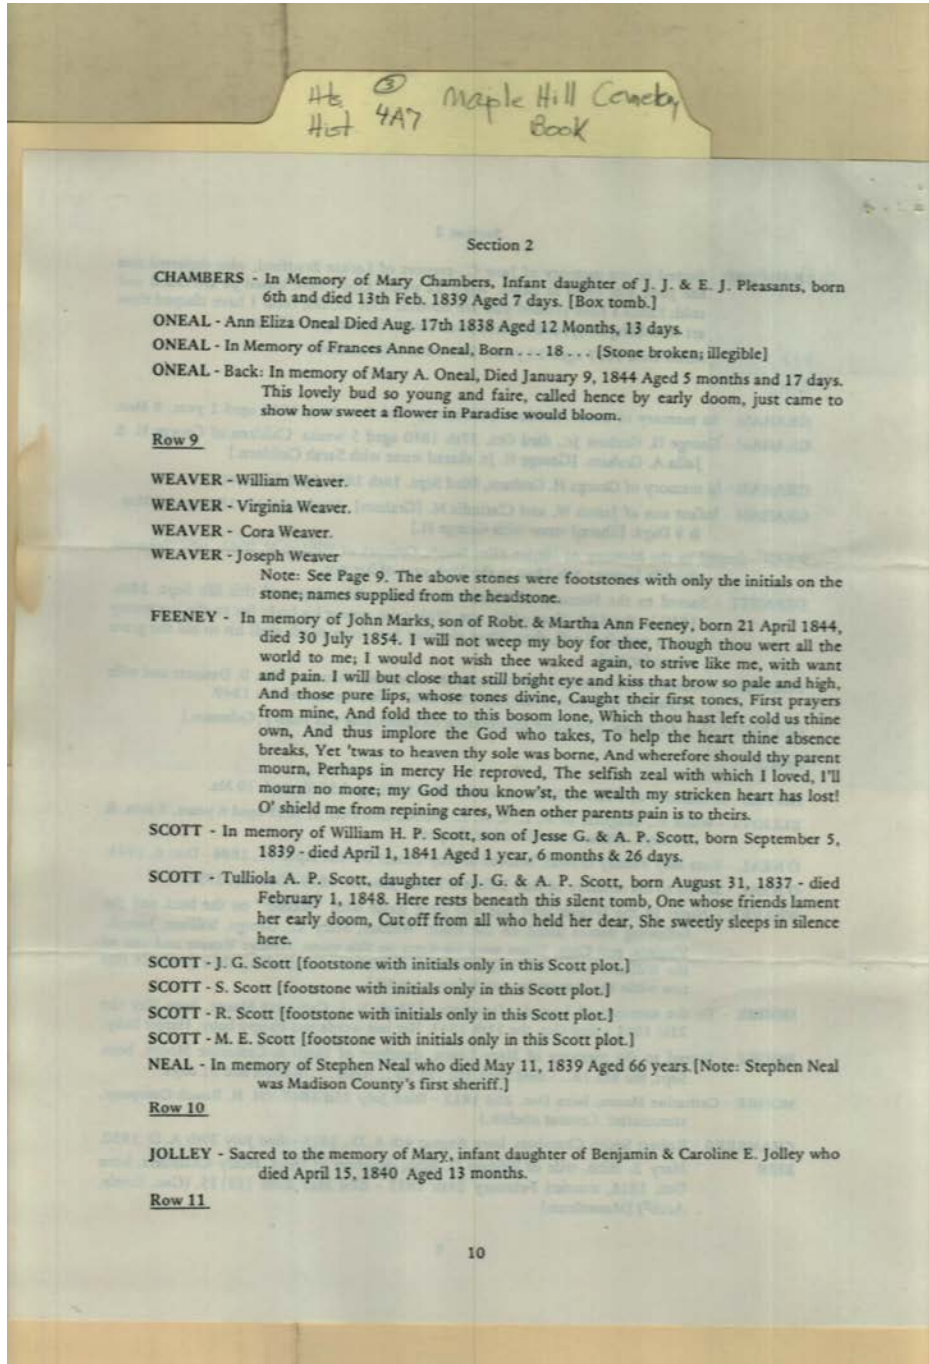 Hts ③ Maple Hill Cemetery
Hist 4A7 Book
Section 2
CHAMBERS - In Memory of Mary Chambers, Infant daughter of J. J. & E. J. Pleasants, born
6th and died 13th Feb. 1839 Aged 7 days. [Box tomb.]
ONEAL - Ann Eliza Oneal Died Aug. 17th 1838 Aged 12 Months, 13 days.
ONEAL - In Memory of Frances Anne Oneal, Born . . . 18 . . . [Stone broken; illegible]
ONEAL - Back: In memory of Mary A. Oneal, Died January 9, 1844 Aged 5 months and 17 days.
This lovely bud so young and faire, called hence by early doom, just came to
show how sweet a flower in Paradise would bloom.
Row 9
WEAVER - William Weaver.
WEAVER - Virginia Weaver.
WEAVER - Cora Weaver.
WEAVER - Joseph Weaver
Note: See Page 9. The above stones were footstones with only the initials on the
stone; names supplied from the headstone.
FEENEY - In memory of John Marks, son of Robt. & Martha Ann Feeney, born 21 April 1844,
died 30 July 1854. I will not weep my boy for thee, Though thou wert all the
world to me; I would not wish thee waked again, to strive like me, with want
and pain. I will but close that still bright eye and kiss that brow so pale and high,
And those pure lips, whose tones divine, Caught their first tones, First prayers
from mine, And fold thee to this bosom lone, Which thou hast left cold us thine
own, And thus implore the God who takes, To help the heart thine absence
breaks, Yet 'twas to heaven thy sole was borne, And wherefore should thy parent
mourn, Perhaps in mercy He reproved, The selfish zeal with which I loved, I'll
mourn no more; my God thou know'st, the wealth my stricken heart has lost!
O' shield me from repining cares, When other parents pain is to theirs.
SCOTT - In memory of William H. P. Scott, son of Jesse G. & A. P. Scott, born September 5,
1839 - died April 1, 1841 Aged 1 year, 6 months & 26 days.
SCOTT - Tulliola A. P. Scott, daughter of J. G. & A. P. Scott, born August 31, 1837 - died
February 1, 1848. Here rests beneath this silent tomb, One whose friends lament
her early doom, Cut off from all who held her dear, She sweetly sleeps in silence
here.
SCOTT - J. G. Scott [footstone with initials only in this Scott plot.]
SCOTT - S. Scott [footstone with initials only in this Scott plot.]
SCOTT - R. Scott [footstone with initials only in this Scott plot.]
SCOTT - M. E. Scott [footstone with initials only in this Scott plot.]
NEAL - In memory of Stephen Neal who died May 11, 1839 Aged 66 years. [Note: Stephen Neal
was Madison County's first sheriff.]
Row 10
JOLLEY - Sacred to the memory of Mary, infant daughter of Benjamin & Caroline E. Jolley who
died April 15, 1840 Aged 13 months.
Row 11
10